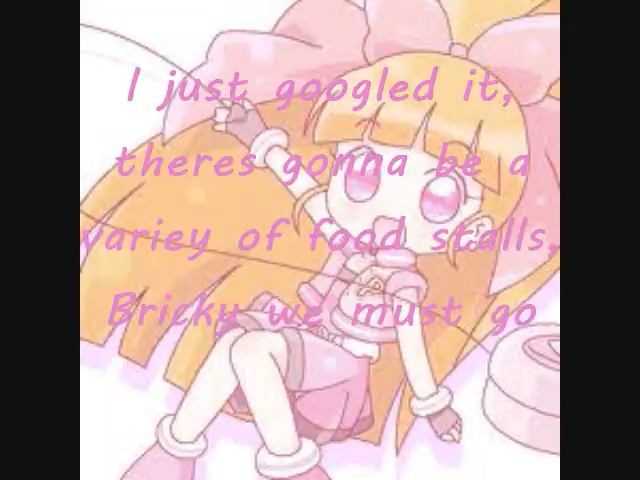 I just googled it,
theres gonna be a
variey of food stalls,
Bricky we must go